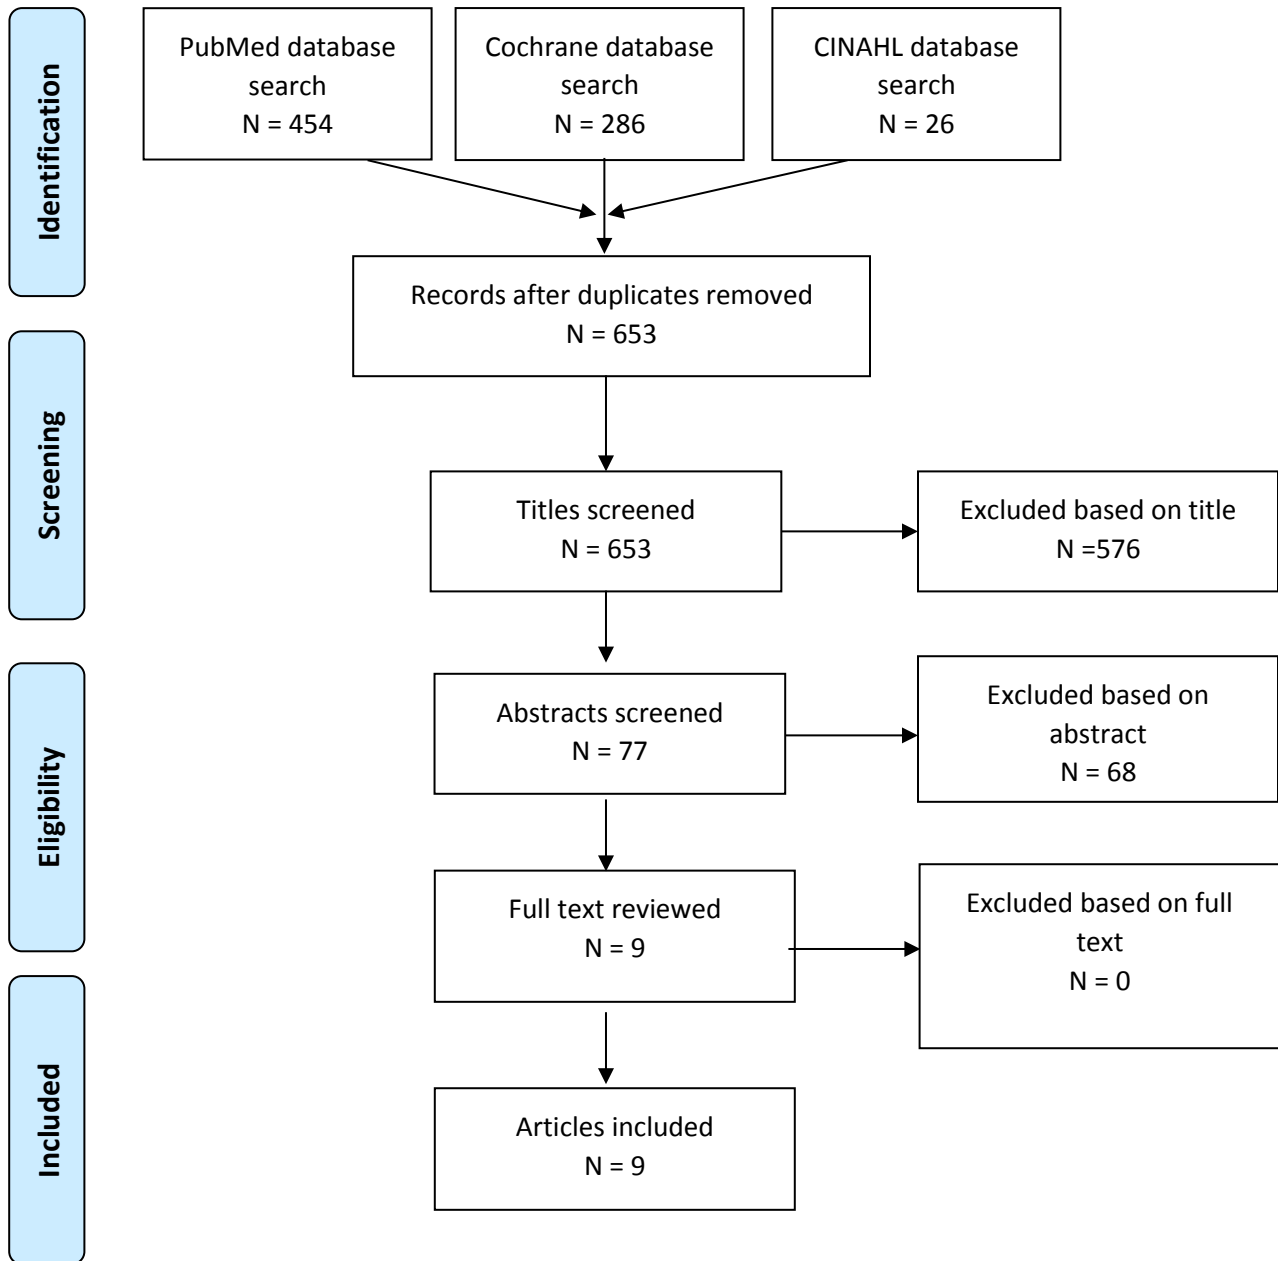 Identification
PubMed database
search
N = 454
Cochrane database
search
N = 286
CINAHL database
search
N = 26
Records after duplicates removed
N = 653
Screening
Titles screened
N = 653
Excluded based on title
N =576
Eligibility
Abstracts screened
N = 77
Excluded based on
abstract
N = 68
Full text reviewed
N = 9
Excluded based on full
text
N = 0
Included
Articles included
N = 9